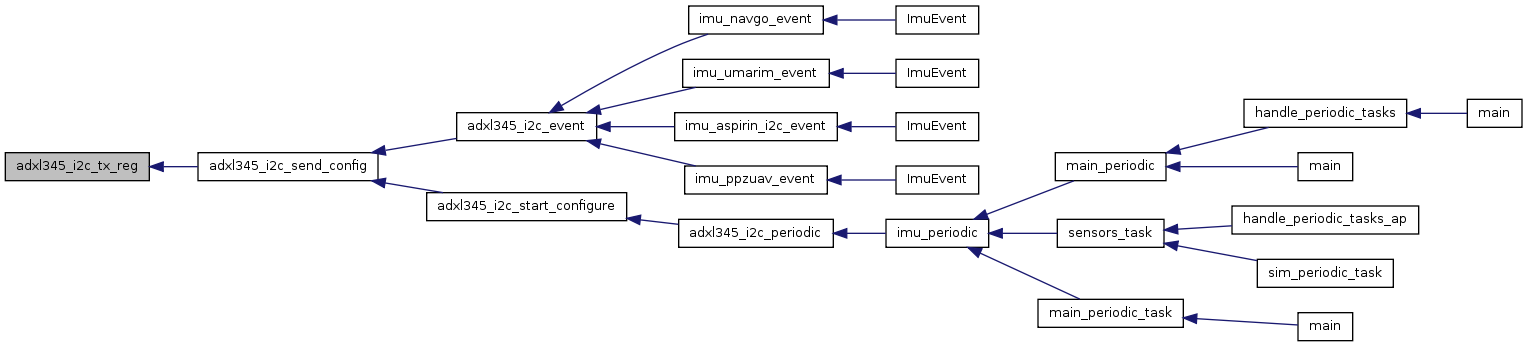 adxl345_i2c_tx_reg
adxl345_i2c_send_config
adxl345_i2c_event
imu_navgo_event
ImuEvent
imu_umarim_event
ImuEvent
imu_aspirin_i2c_event
ImuEvent
imu_ppzuav_event
ImuEvent
adxl345_i2c_start_configure
adxl345_i2c_periodic
imu_periodic
main_periodic
handle_periodic_tasks
main
main
sensors_task
handle_periodic_tasks_ap
sim_periodic_task
main_periodic_task
main